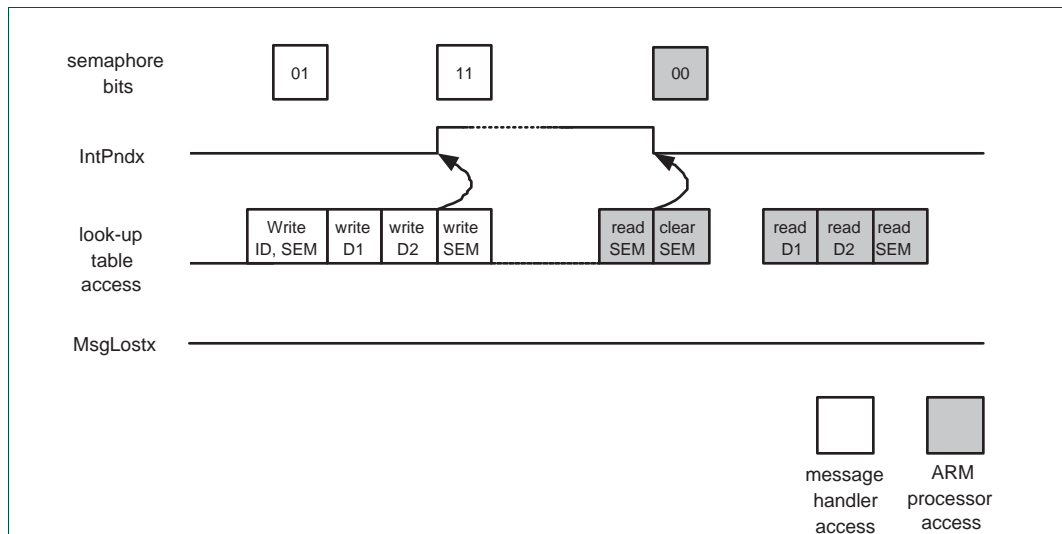 semaphore
bits
01
11
00
IntPndx
look-up
table
access
Write
ID, SEM
write
D1
write
D2
write
SEM
read
SEM
clear
SEM
read
D1
read
D2
read
SEM
MsgLostx
message
handler
access
ARM
processor
access